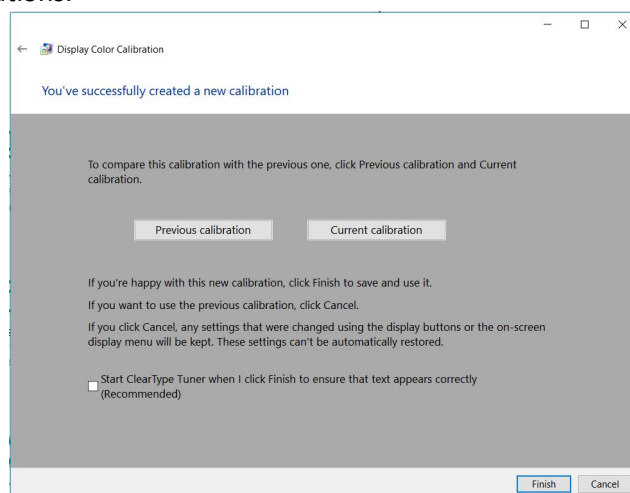 Display Color Calibration
You've successfully created a new calibration
To compare this calibration with the previous one, click Previous calibration and Current
calibration.
Previous calibration Current calibration
If you're happy with this new calibration, click Finish to save and use it.
If you want to use the previous calibration, click Cancel.
If you click Cancel, any settings that were changed using the display buttons or the on-screen
display menu will be kept. These settings can't be automatically restored.
Start ClearType Tuner when I click Finish to ensure that text appears correctly
(Recommended)
Finish Cancel